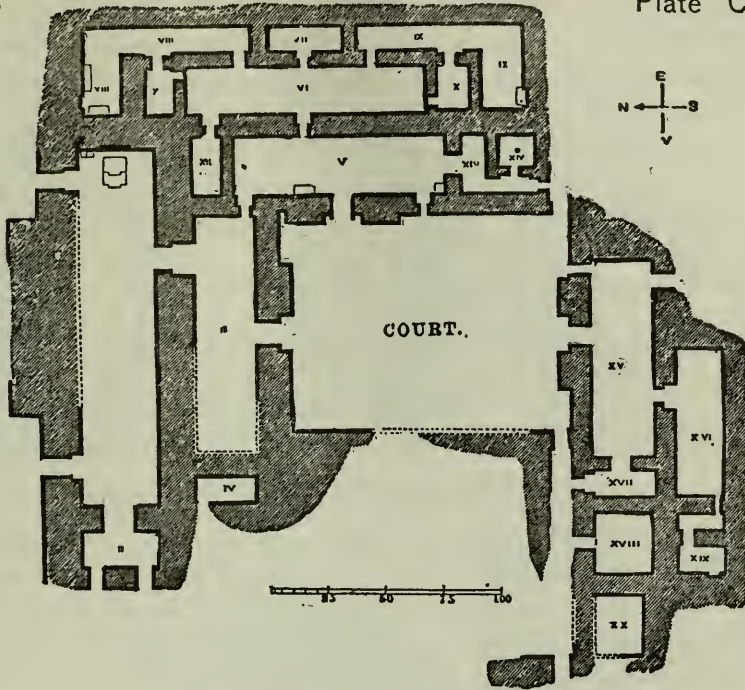 Plate C
VIII VII IX
VIII V VI X IX
E
N S
V
XII V XIV XIV
I III COURT. XV
XVI
IV XVII
II XVIII XIX
25 50 75 100
XX